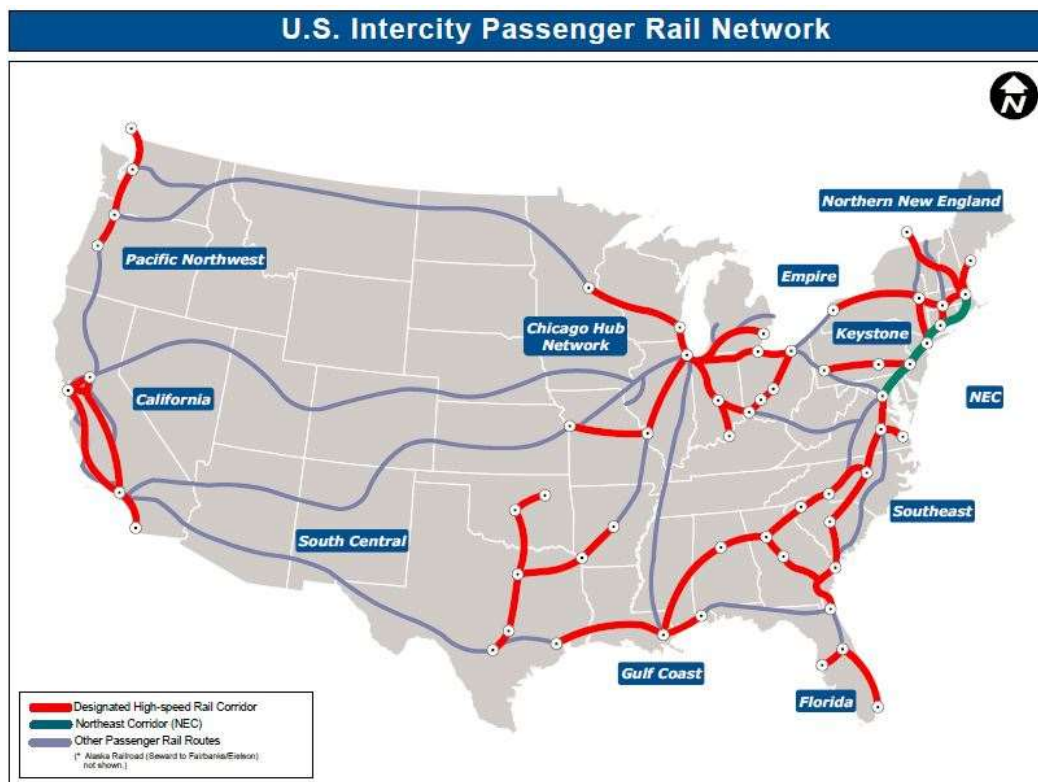 U.S. Intercity Passenger Rail Network
N
Northern New England
Pacific Northwest
Empire
Chicago Hub
Network
Keystone
California
NEC
Southeast
South Central
Gulf Coast
Florida
Designated High-speed Rail Corridor
Northeast Corridor (NEC)
Other Passenger Rail Routes
(* Alaska Railroad (Seward to Fairbanks/Eielson)
not shown.)